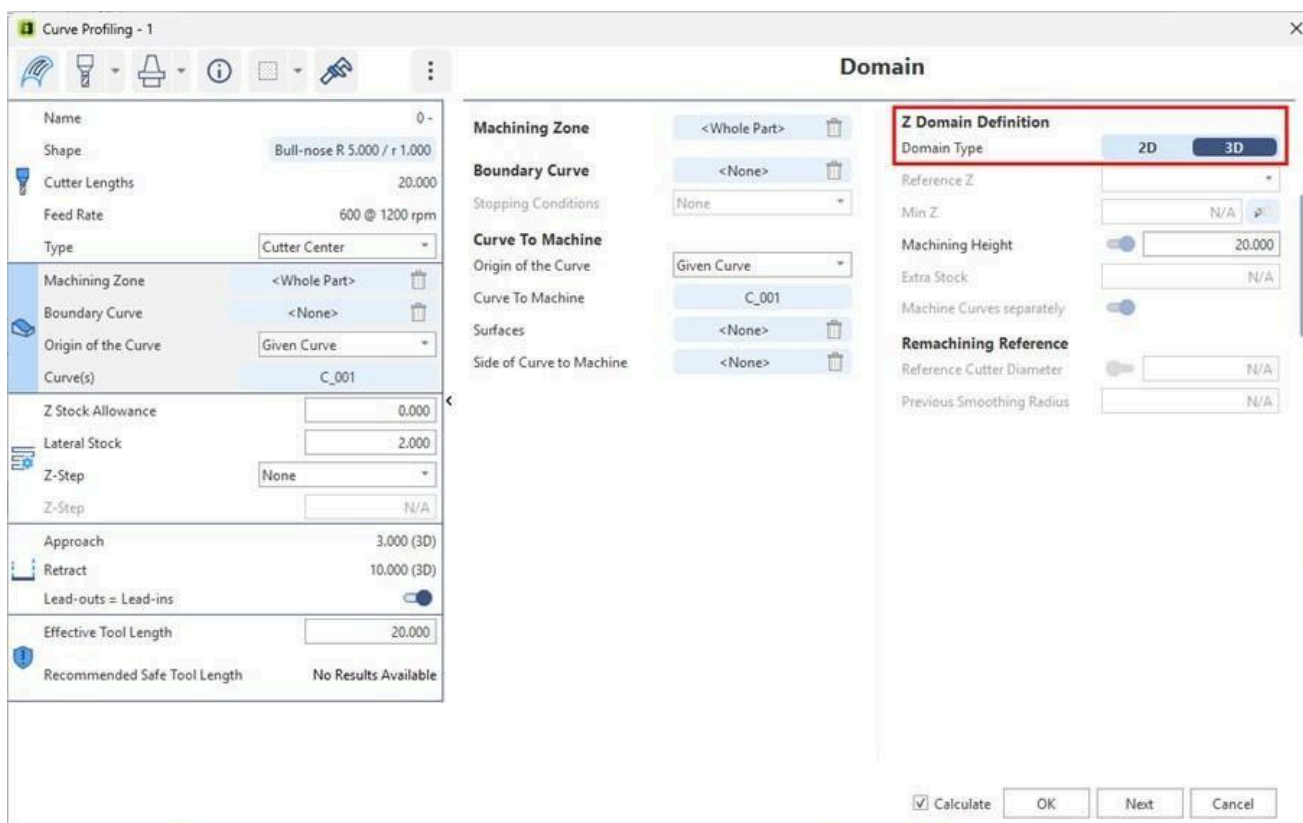 Curve Profiling - 1
Domain
Name 0 -
Shape Bull-nose R 5.000 / r 1.000
Cutter Lengths 20.000
Feed Rate 600 @ 1200 rpm
Type Cutter Center
Machining Zone <Whole Part>
Boundary Curve <None>
Origin of the Curve Given Curve
Curve(s) C_001
Z Stock Allowance 0.000
Lateral Stock 2.000
Z-Step None
Z-Step N/A
Approach 3.000 (3D)
Retract 10.000 (3D)
Lead-outs = Lead-ins
Effective Tool Length 20.000
Recommended Safe Tool Length No Results Available
Machining Zone <Whole Part>
Boundary Curve <None>
Stopping Conditions None
Curve To Machine
Origin of the Curve Given Curve
Curve To Machine C_001
Surfaces <None>
Side of Curve to Machine <None>
Z Domain Definition
Domain Type 2D 3D
Reference Z
Min Z N/A
Machining Height 20.000
Extra Stock N/A
Machine Curves separately
Remachining Reference
Reference Cutter Diameter N/A
Previous Smoothing Radius N/A
Calculate OK Next Cancel